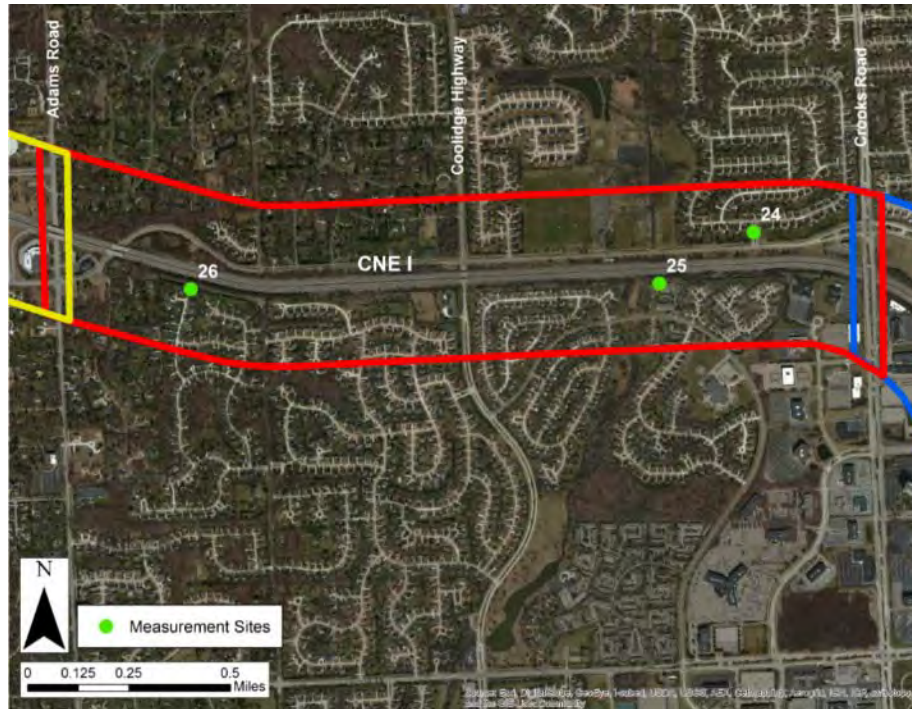 Adams Road
Coolidge Highway
Crooks Road
24
CNE I
26
25
N
Measurement Sites
0 0.125 0.25 0.5
Miles